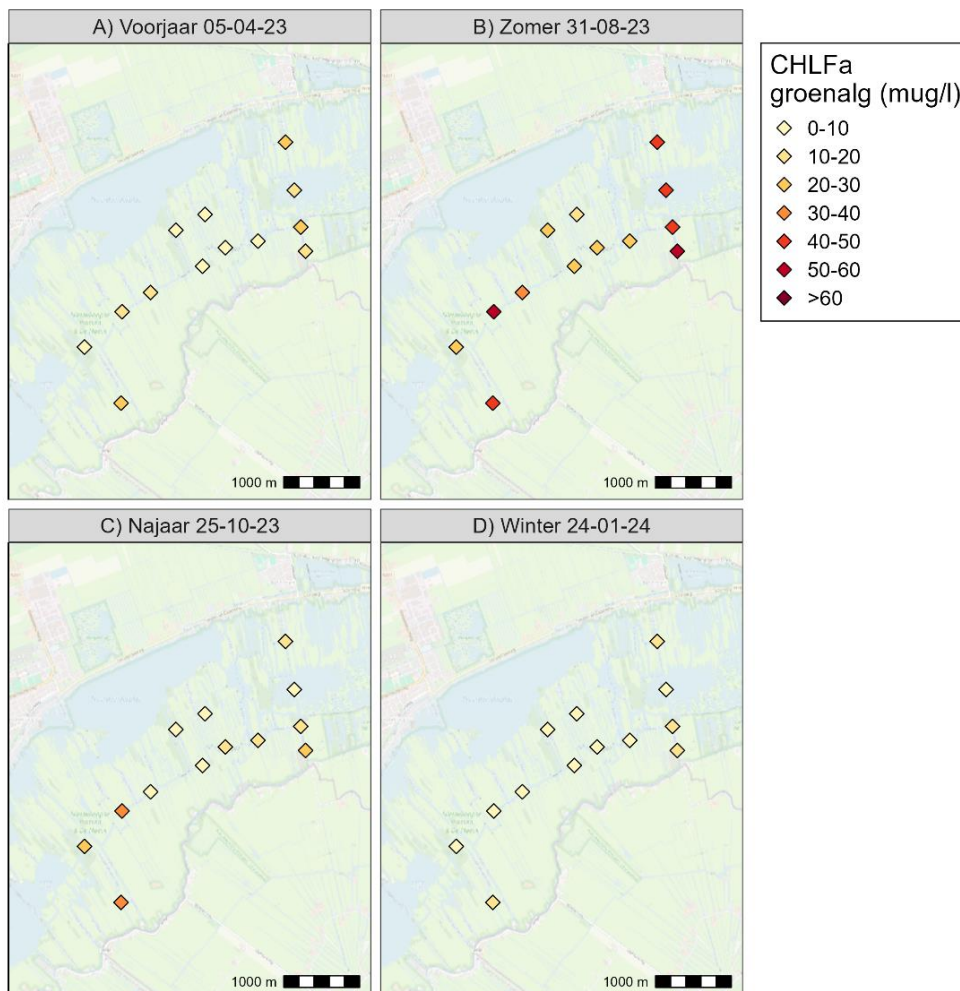 A) Voorjaar 05-04-23
B) Zomer 31-08-23
CHLFa
groenalg (mug/l)
0-10
10-20
20-30
30-40
40-50
50-60
>60
1000 m
1000 m
C) Najaar 25-10-23
D) Winter 24-01-24
1000 m
1000 m